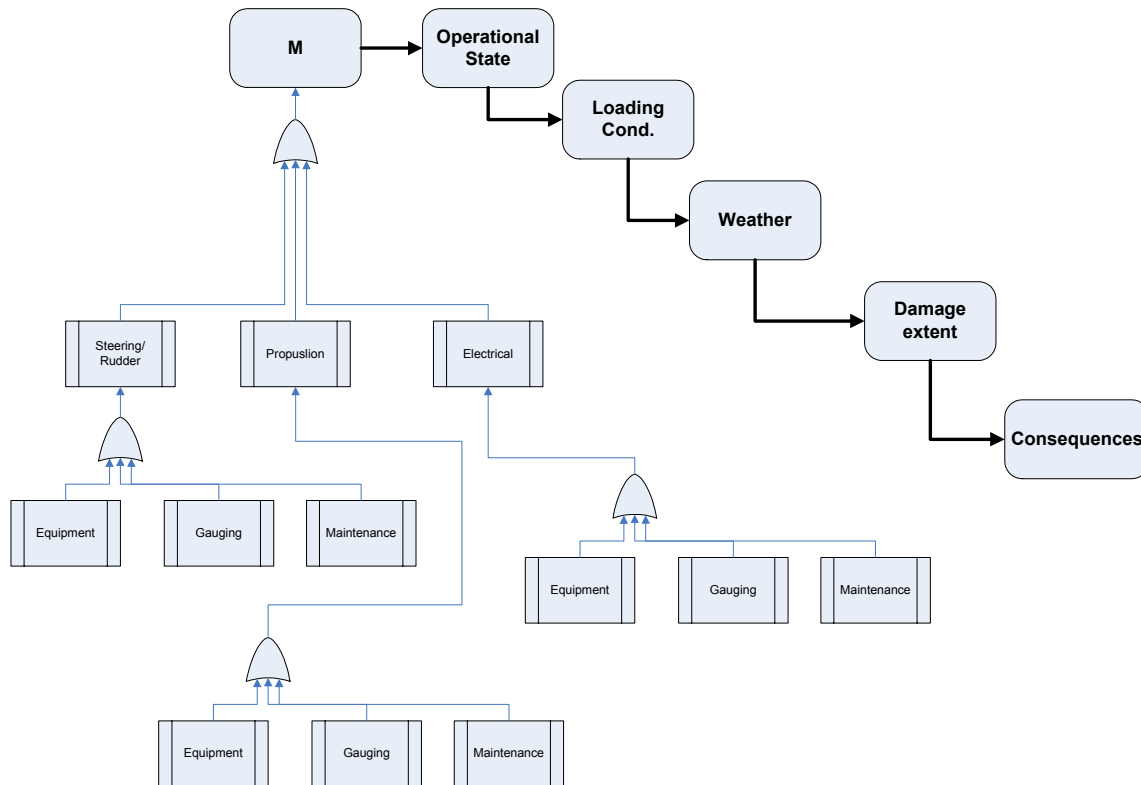 M
Operational
State
Loading
Cond.
Weather
Damage
extent
Consequences
Steering/
Rudder
Propuslion
Electrical
Equipment
Gauging
Maintenance
Equipment
Gauging
Maintenance
Equipment
Gauging
Maintenance